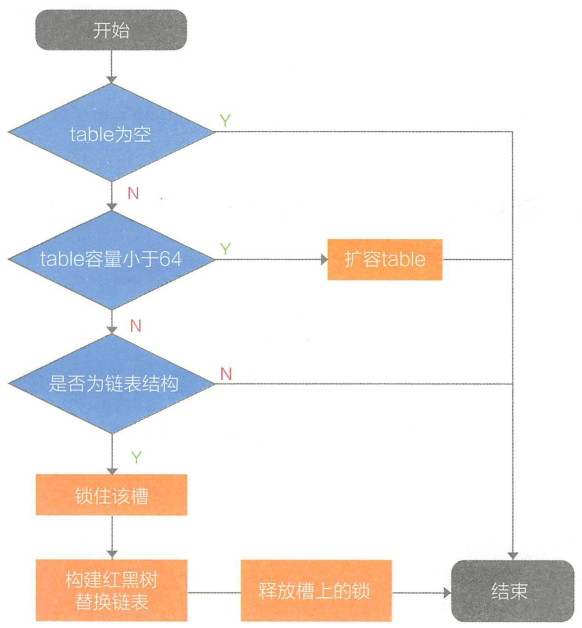 开始
table为空
Y
N
table容量小于64
Y
扩容table
N
是否为链表结构
N
Y
锁住该槽
构建红黑树
替换链表
释放槽上的锁
结束